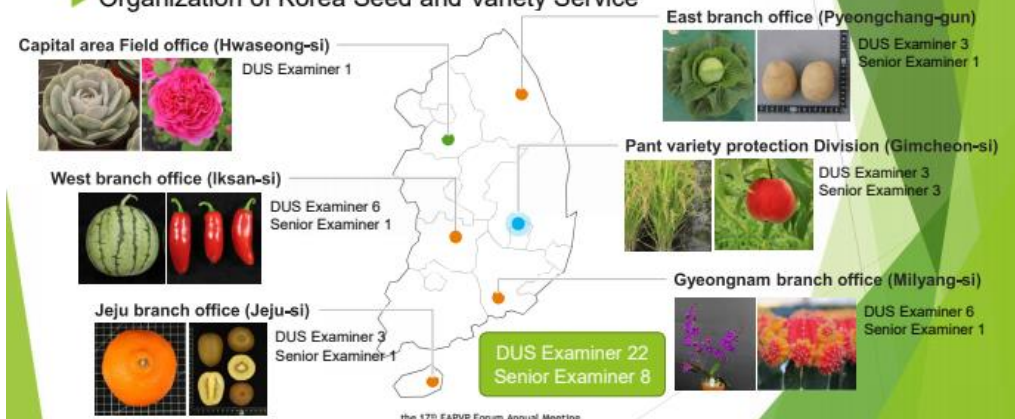 Organization of Korea Seed and Variety Service
Capital area Field office (Hwaseong-si)
DUS Examiner 1
East branch office (Pyeongchang-gun)
DUS Examiner 3
Senior Examiner 1
West branch office (Iksan-si)
DUS Examiner 6
Senior Examiner 1
Pant variety protection Division (Gimcheon-si)
DUS Examiner 3
Senior Examiner 3
Jeju branch office (Jeju-si)
DUS Examiner 3
Senior Examiner 1
Gyeongnam branch office (Milyang-si)
DUS Examiner 6
Senior Examiner 1
DUS Examiner 22
Senior Examiner 8
the 17th EAPVP Forum Annual Meeting